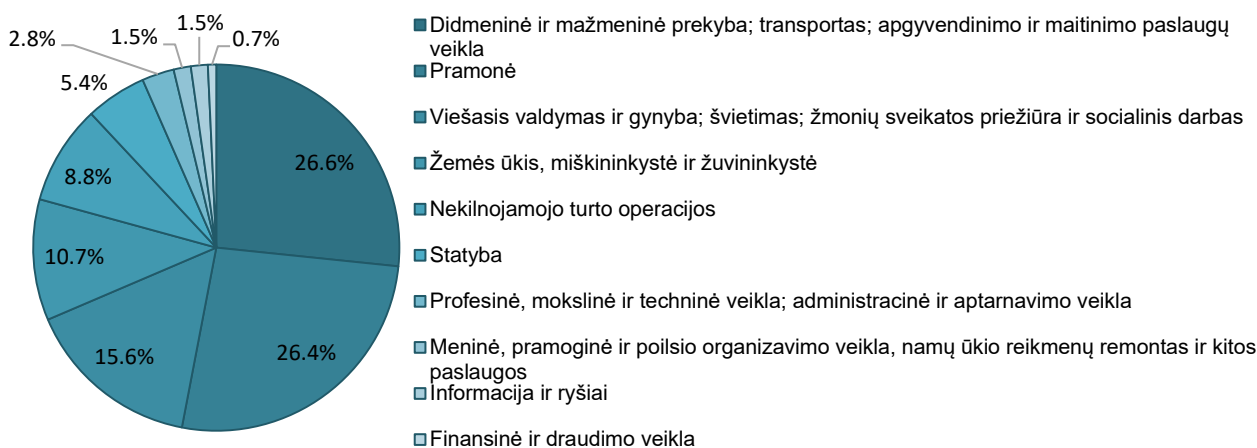 2.8%
1.5%
1.5%
0.7%
5.4%
8.8%
10.7%
15.6%
26.4%
26.6%
Didmeninė ir mažmeninė prekyba; transportas; apgyvendinimo ir maitinimo paslaugų
veikla
Pramonė
Viešasis valdymas ir gynyba; švietimas; žmonių sveikatos priežiūra ir socialinis darbas
Žemės ūkis, miškininkystė ir žuvininkystė
Nekilnojamojo turto operacijos
Statyba
Profesinė, mokslinė ir techninė veikla; administracinė ir aptarnavimo veikla
Meninė, pramoginė ir poilsio organizavimo veikla, namų ūkio reikmenų remontas ir kitos
paslaugos
Informacija ir ryšiai
Finansinė ir draudimo veikla